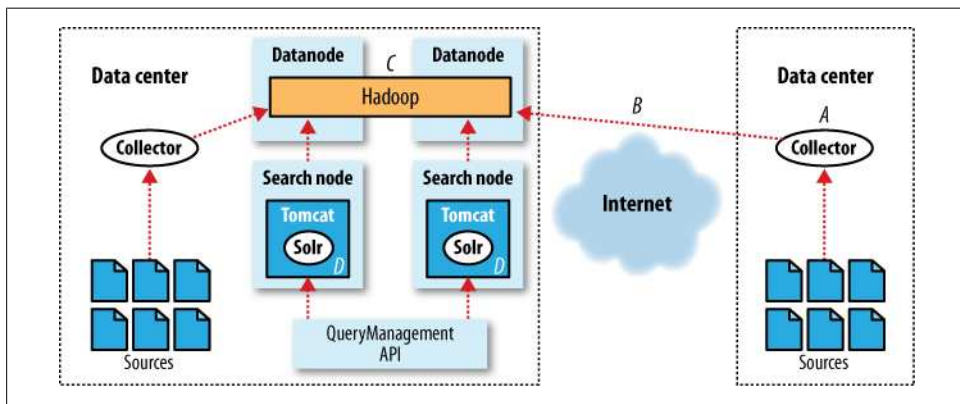 Data center
Datanode
C
Datanode
Hadoop
Collector
Search node
Tomcat
Solr
D
Search node
Tomcat
Solr
D
Sources
QueryManagement
API
B
Internet
Data center
A
Collector
Sources